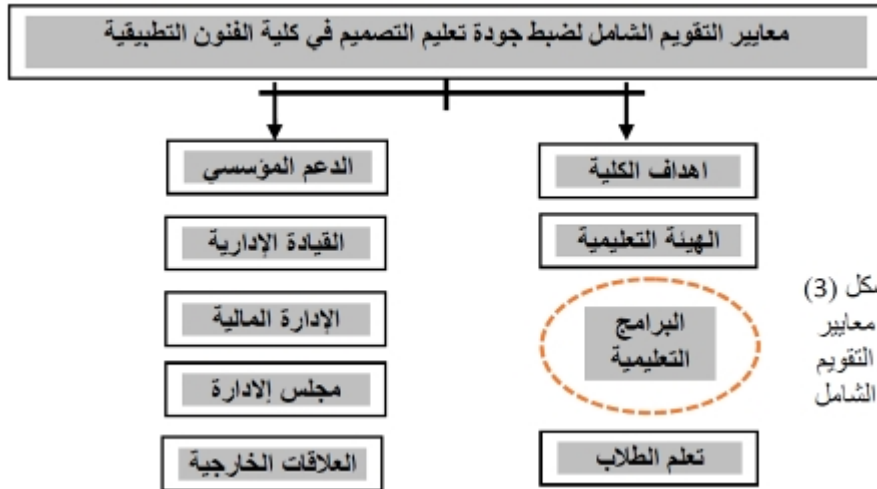 معايير التقويم الشامل لضبط جودة تعليم التصميم في كلية الفنون التطبيقية
اهداف الكلية
الهيئة التعليمية
البرامج
التعليمية
تعلم الطلاب
الدعم المؤسسي
القيادة الإدارية
الإدارة المالية
مجلس الإدارة
العلاقات الخارجية
(3)
معايير
التقويم
الشامل